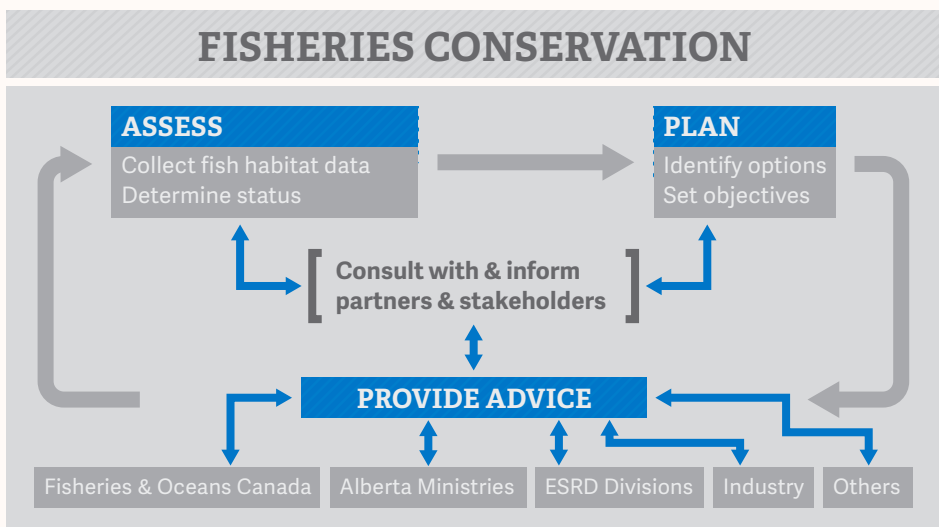 FISHERIES CONSERVATION
ASSESS
Collect fish habitat data
Determine status
PLAN
Identify options
Set objectives
Consult with & inform
partners & stakeholders
PROVIDE ADVICE
Fisheries & Oceans Canada
Alberta Ministries
ESRD Divisions
Industry
Others